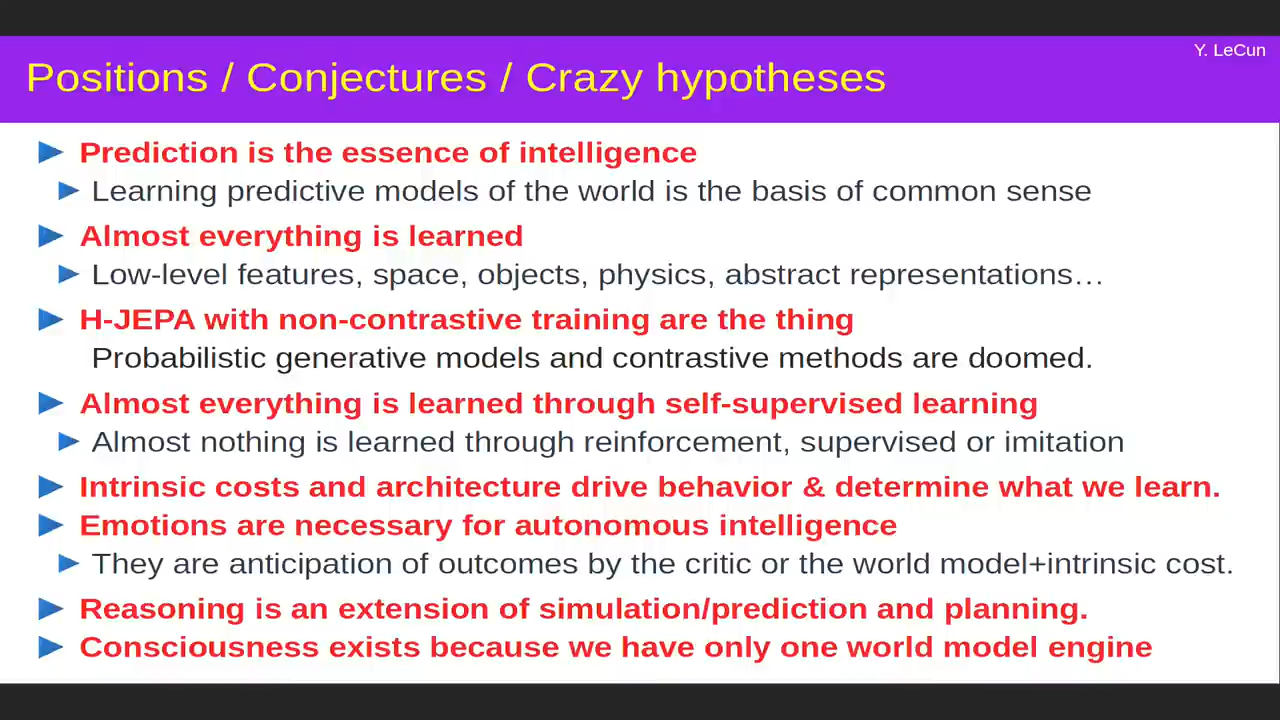 Y. LeCun
Positions / Conjectures / Crazy hypotheses
Prediction is the essence of intelligence
Learning predictive models of the world is the basis of common sense
Almost everything is learned
Low-level features, space, objects, physics, abstract representations…
H-JEPA with non-contrastive training are the thing
Probabilistic generative models and contrastive methods are doomed.
Almost everything is learned through self-supervised learning
Almost nothing is learned through reinforcement, supervised or imitation
Intrinsic costs and architecture drive behavior & determine what we learn.
Emotions are necessary for autonomous intelligence
They are anticipation of outcomes by the critic or the world model+intrinsic cost.
Reasoning is an extension of simulation/prediction and planning.
Consciousness exists because we have only one world model engine